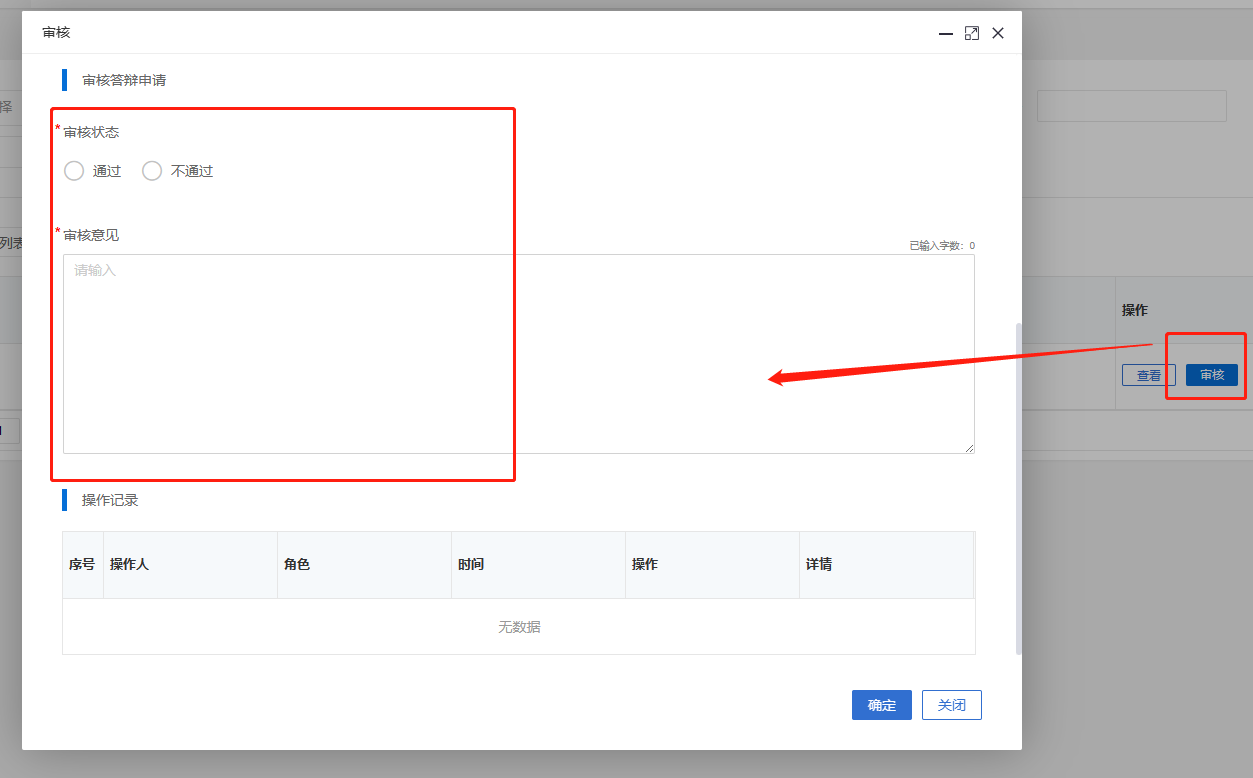 审核
审核答辩申请
择
*审核状态
通过
不通过
*审核意见
已输入字数：0
列表
请输入
操作
查看
审核
操作记录
序号
操作人
角色
时间
操作
详情
无数据
确定
关闭